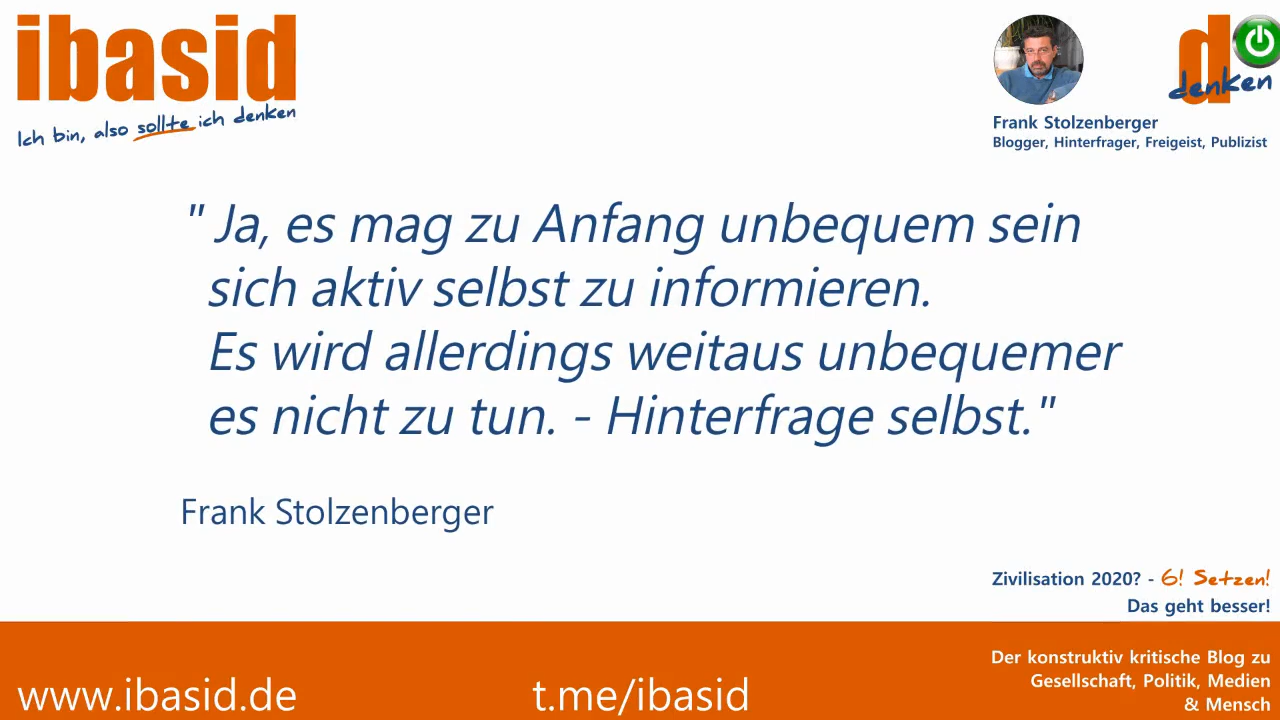 ibasid
Ich bin, also sollte ich denken
d
denken
Frank Stolzenberger
Blogger, Hinterfrager, Freigeist, Publizist
" Ja, es mag zu Anfang unbequem sein
sich aktiv selbst zu informieren.
Es wird allerdings weitaus unbequemer
es nicht zu tun. - Hinterfrage selbst."
Frank Stolzenberger
Zivilisation 2020? - 6! Setzen!
Das geht besser!
www.ibasid.de
t.me/ibasid
Der konstruktiv kritische Blog zu
Gesellschaft, Politik, Medien
& Mensch